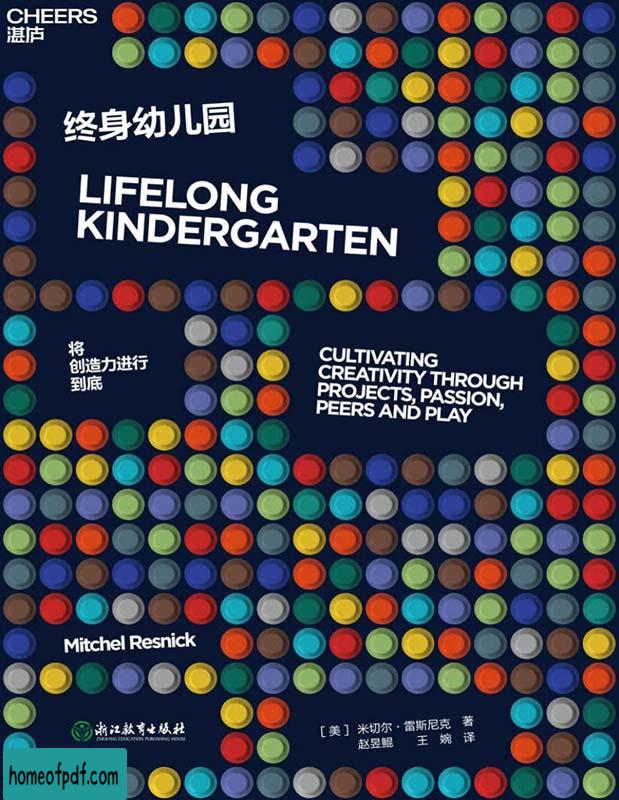 CHEERS
湛庐
终身幼儿园
LIFELONG
KINDERGARTEN
将
创造力进行
到底
CULTIVATING
CREATIVITY THROUGH
PROJECTS, PASSION,
PEERS AND PLAY
Mitchel Resnick
浙江教育出版社
ZHEJIANG EDUCATION PUBLISHING HOUSE
[美] 米切尔·雷斯尼克 著
赵昱鲲 王婉 译
homeofpdf.com